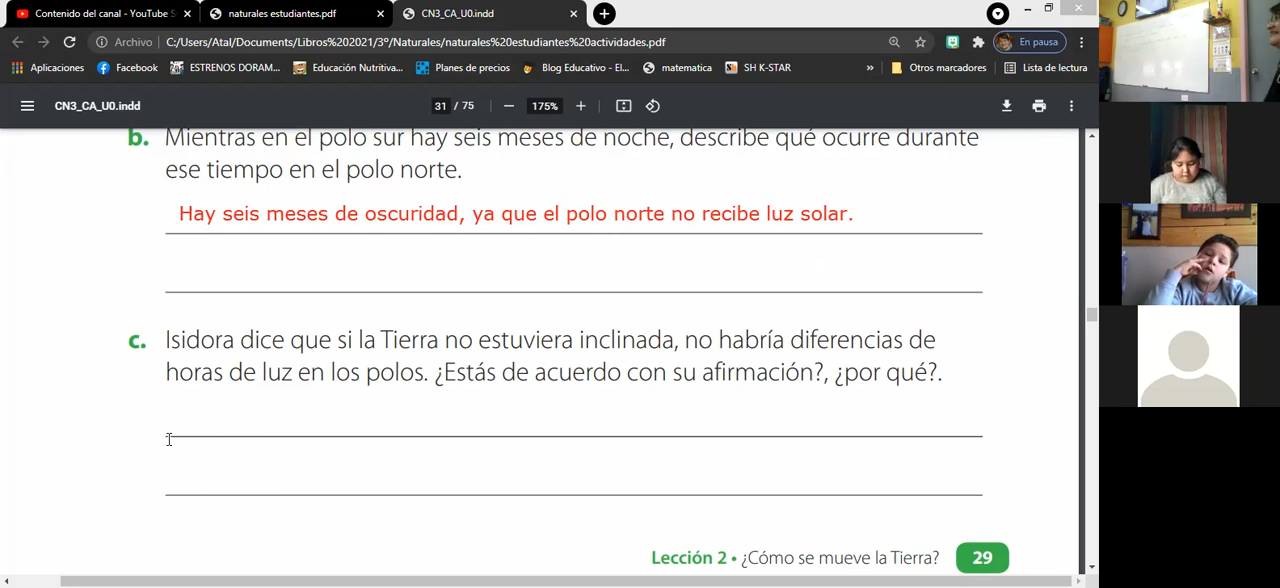 Contenido del canal - YouTube S
naturales estudiantes.pdf
CN3_CA_U0.indd
Archivo
C:/Users/Atal/Documents/Libros%202021/3º/Naturales/naturales%20estudiantes%20actividades.pdf
En pausa
Aplicaciones
Facebook
ESTRENOS DORAM...
Educación Nutritiva...
Planes de precios
Blog Educativo - El...
matematica
SH K-STAR
»
Otros marcadores
Lista de lectura
CN3_CA_U0.indd
31 / 75
175%
b. Mientras en el polo sur hay seis meses de noche, describe qué ocurre durante
ese tiempo en el polo norte.
Hay seis meses de oscuridad, ya que el polo norte no recibe luz solar.
c. Isidora dice que si la Tierra no estuviera inclinada, no habría diferencias de
horas de luz en los polos. ¿Estás de acuerdo con su afirmación?, ¿por qué?.
Lección 2 • ¿Cómo se mueve la Tierra? 29